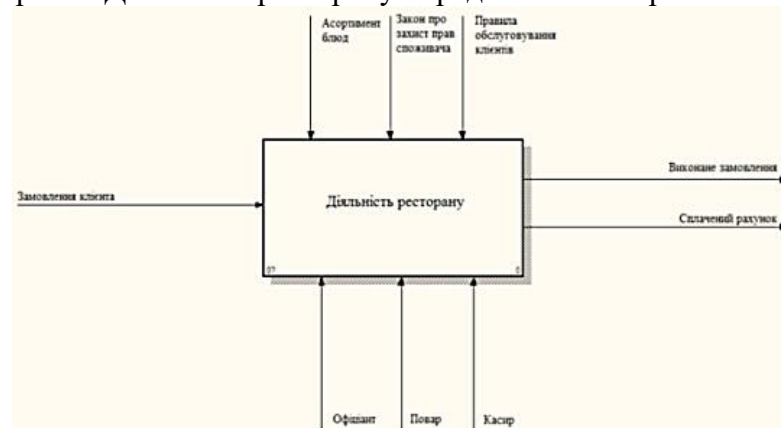 Асортимент
блюд
Закон про
захист прав
споживача
Правила
обслуговування
клієнтів
Замовлення клієнта
Діяльність ресторану
Виконане замовлення
Сплачений рахунок
0
Офіціант
Повар
Касир